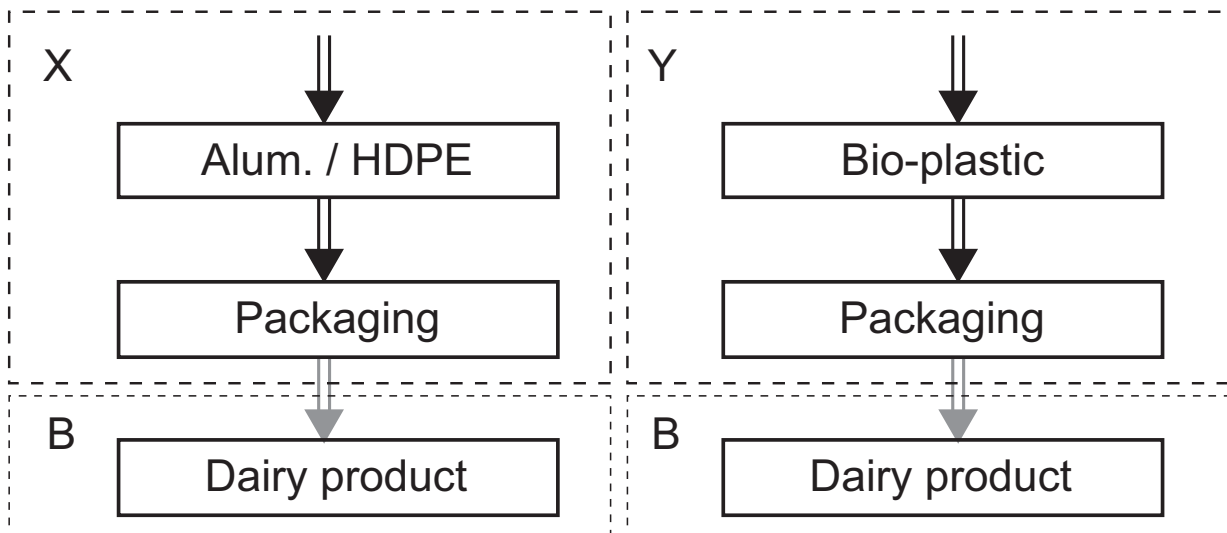 X
Alum. / HDPE
Packaging
B
Dairy product
Y
Bio-plastic
Packaging
B
Dairy product